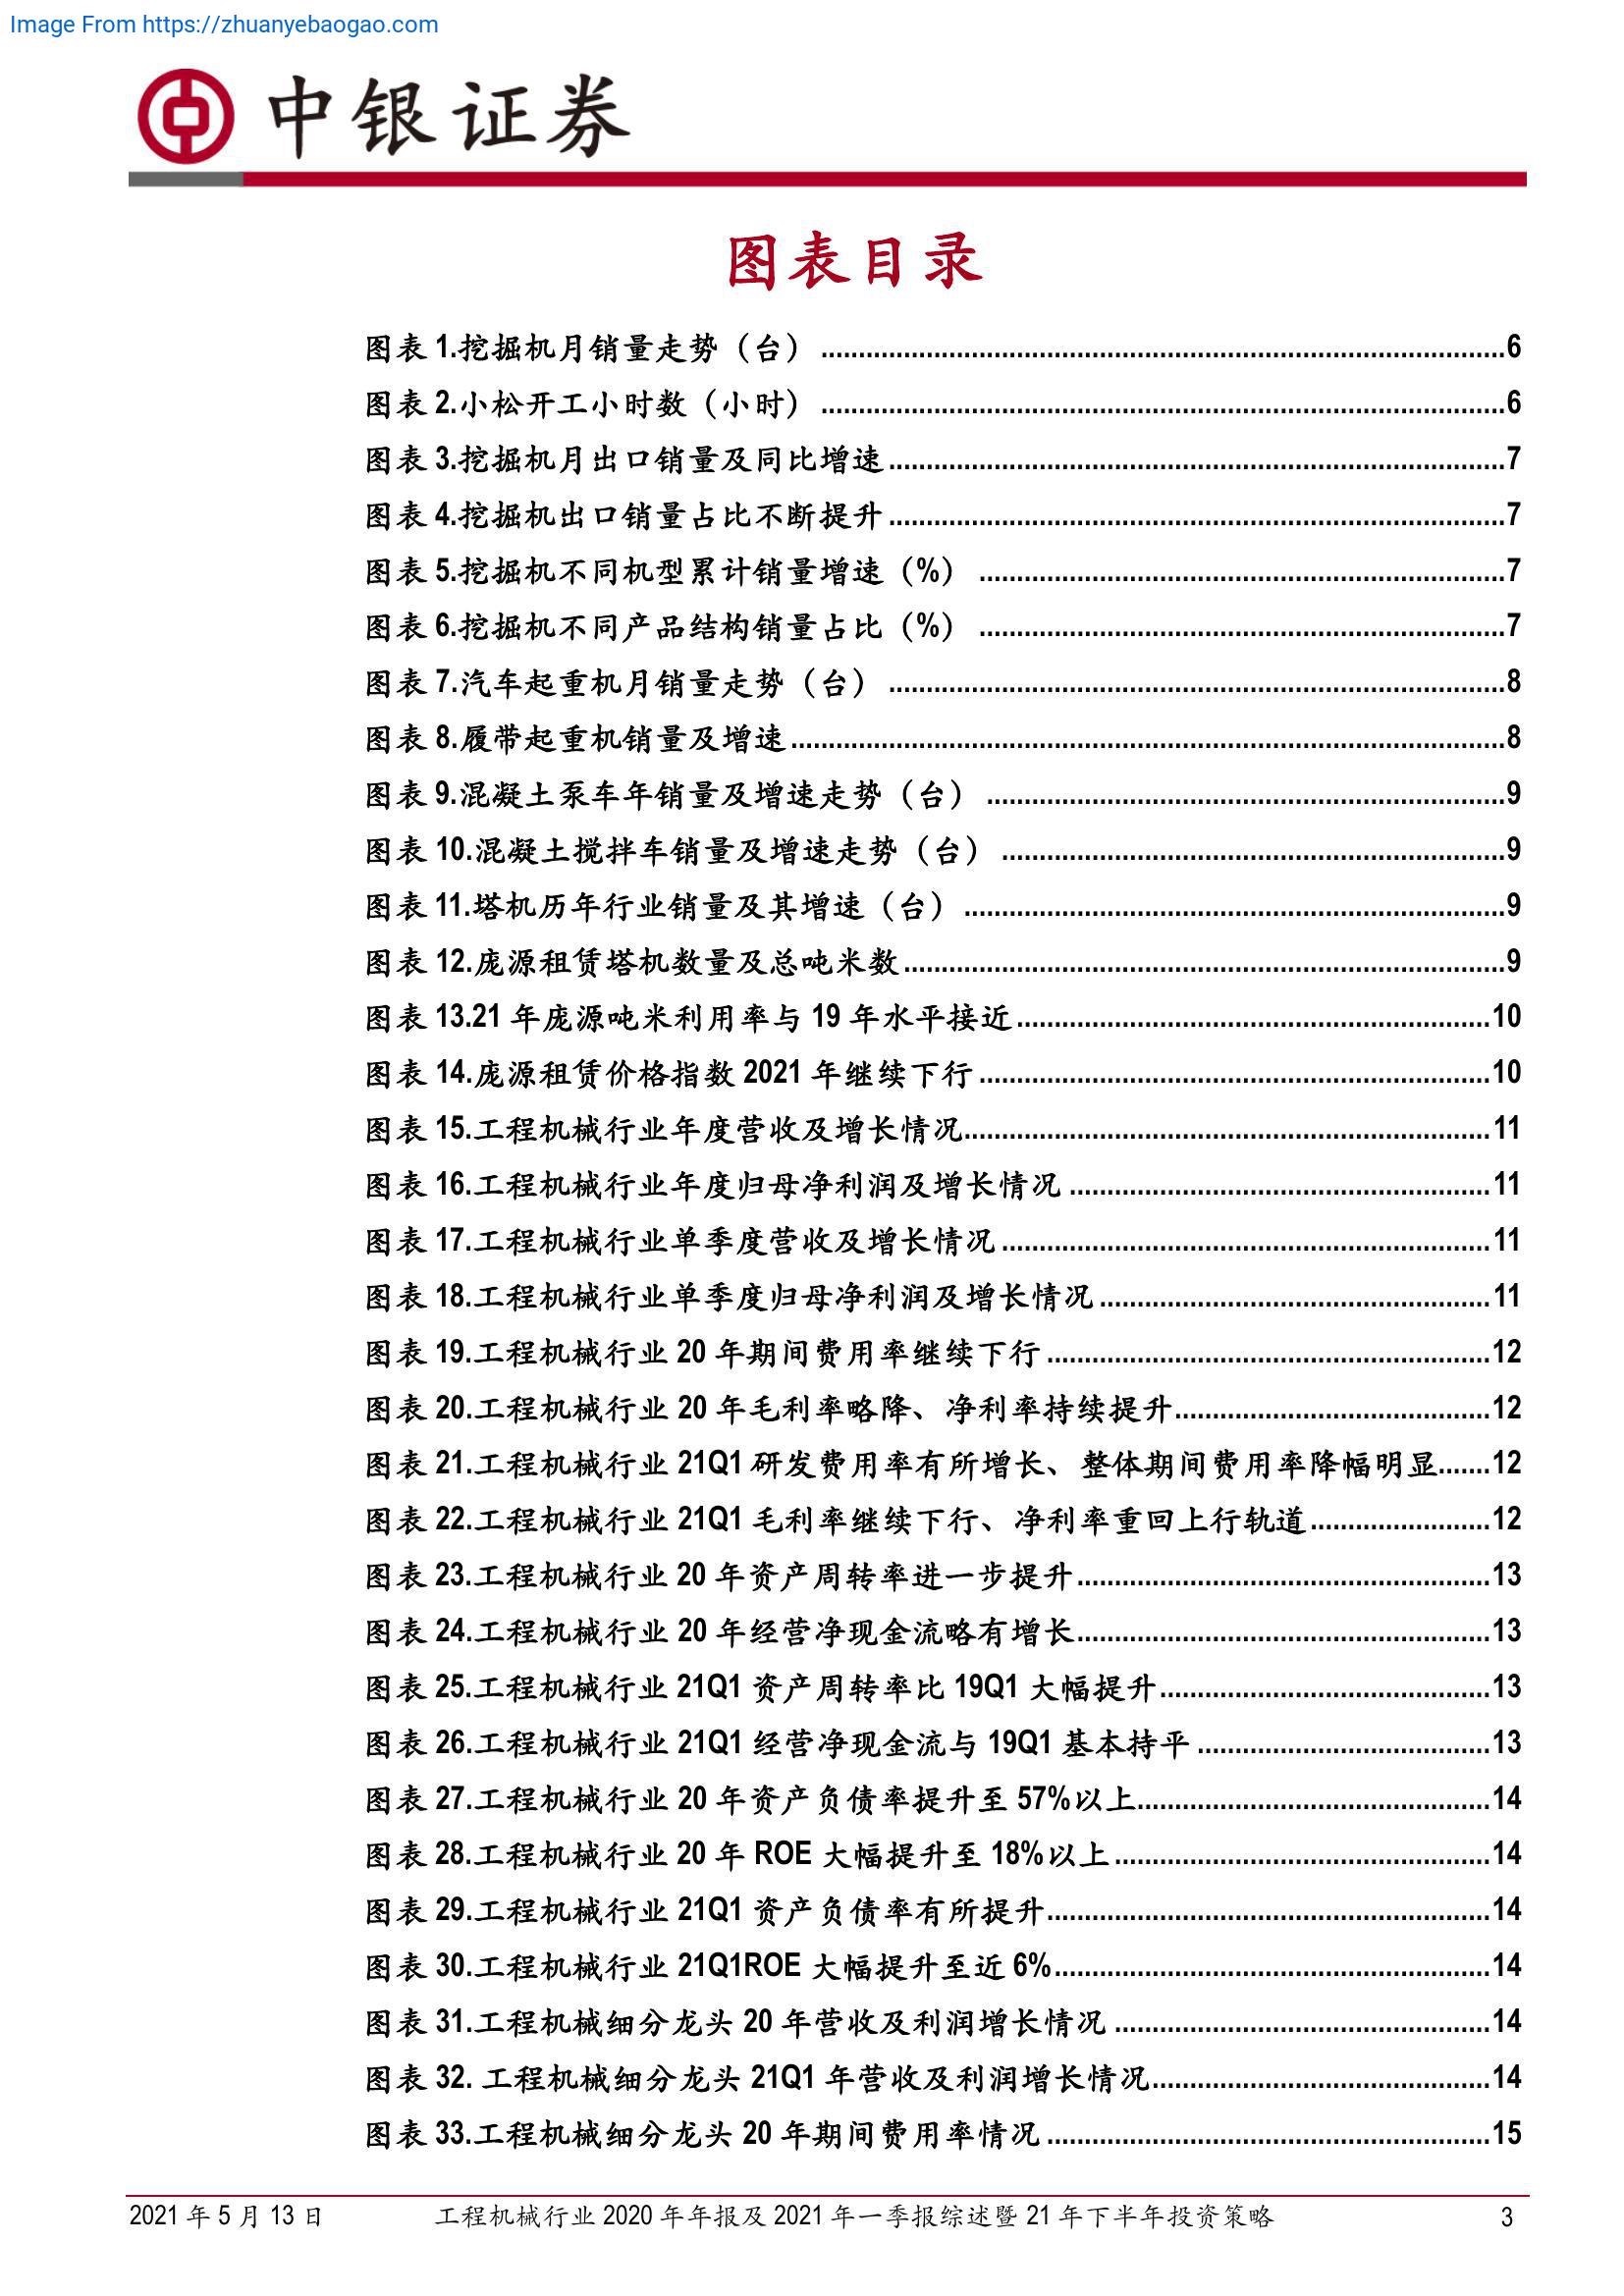 Image From https://zhuanyebaogao.com
中银证券
图表目录
图表 1.挖掘机月销量走势（台） ........................................6
图表 2.小松开工小时数（小时） ........................................6
图表 3.挖掘机月出口销量及同比增速........................................7
图表 4.挖掘机出口销量占比不断提升........................................7
图表 5.挖掘机不同机型累计销量增速（%） ........................................7
图表 6.挖掘机不同产品结构销量占比（%） ........................................7
图表 7.汽车起重机月销量走势（台） ........................................8
图表 8.履带起重机销量及增速........................................8
图表 9.混凝土泵车年销量及增速走势（台） ........................................9
图表 10.混凝土搅拌车销量及增速走势（台） ........................................9
图表 11.塔机历年行业销量及其增速（台） ........................................9
图表 12.庞源租赁塔机数量及总吨米数........................................9
图表 13.21 年庞源吨米利用率与 19 年水平接近........................................10
图表 14.庞源租赁价格指数 2021 年继续下行........................................10
图表 15.工程机械行业年度营收及增长情况........................................11
图表 16.工程机械行业年度归母净利润及增长情况........................................11
图表 17.工程机械行业单季度营收及增长情况........................................11
图表 18.工程机械行业单季度归母净利润及增长情况........................................11
图表 19.工程机械行业 20 年期间费用率继续下行........................................12
图表 20.工程机械行业 20 年毛利率略降、净利率持续提升........................................12
图表 21.工程机械行业 21Q1 研发费用率有所增长、整体期间费用率降幅明显.......12
图表 22.工程机械行业 21Q1 毛利率继续下行、净利率重回上行轨道........................12
图表 23.工程机械行业 20 年资产周转率进一步提升........................................13
图表 24.工程机械行业 20 年经营净现金流略有增长........................................13
图表 25.工程机械行业 21Q1 资产周转率比 19Q1 大幅提升........................................13
图表 26.工程机械行业 21Q1 经营净现金流与 19Q1 基本持平........................................13
图表 27.工程机械行业 20 年资产负债率提升至 57%以上........................................14
图表 28.工程机械行业 20 年 ROE 大幅提升至 18%以上........................................14
图表 29.工程机械行业 21Q1 资产负债率有所提升........................................14
图表 30.工程机械行业 21Q1ROE 大幅提升至近 6%........................................14
图表 31.工程机械细分龙头 20 年营收及利润增长情况........................................14
图表 32. 工程机械细分龙头 21Q1 年营收及利润增长情况........................................14
图表 33.工程机械细分龙头 20 年期间费用率情况........................................15
2021 年 5 月 13 日 工程机械行业 2020 年年报及 2021 年一季报综述暨 21 年下半年投资策略 3